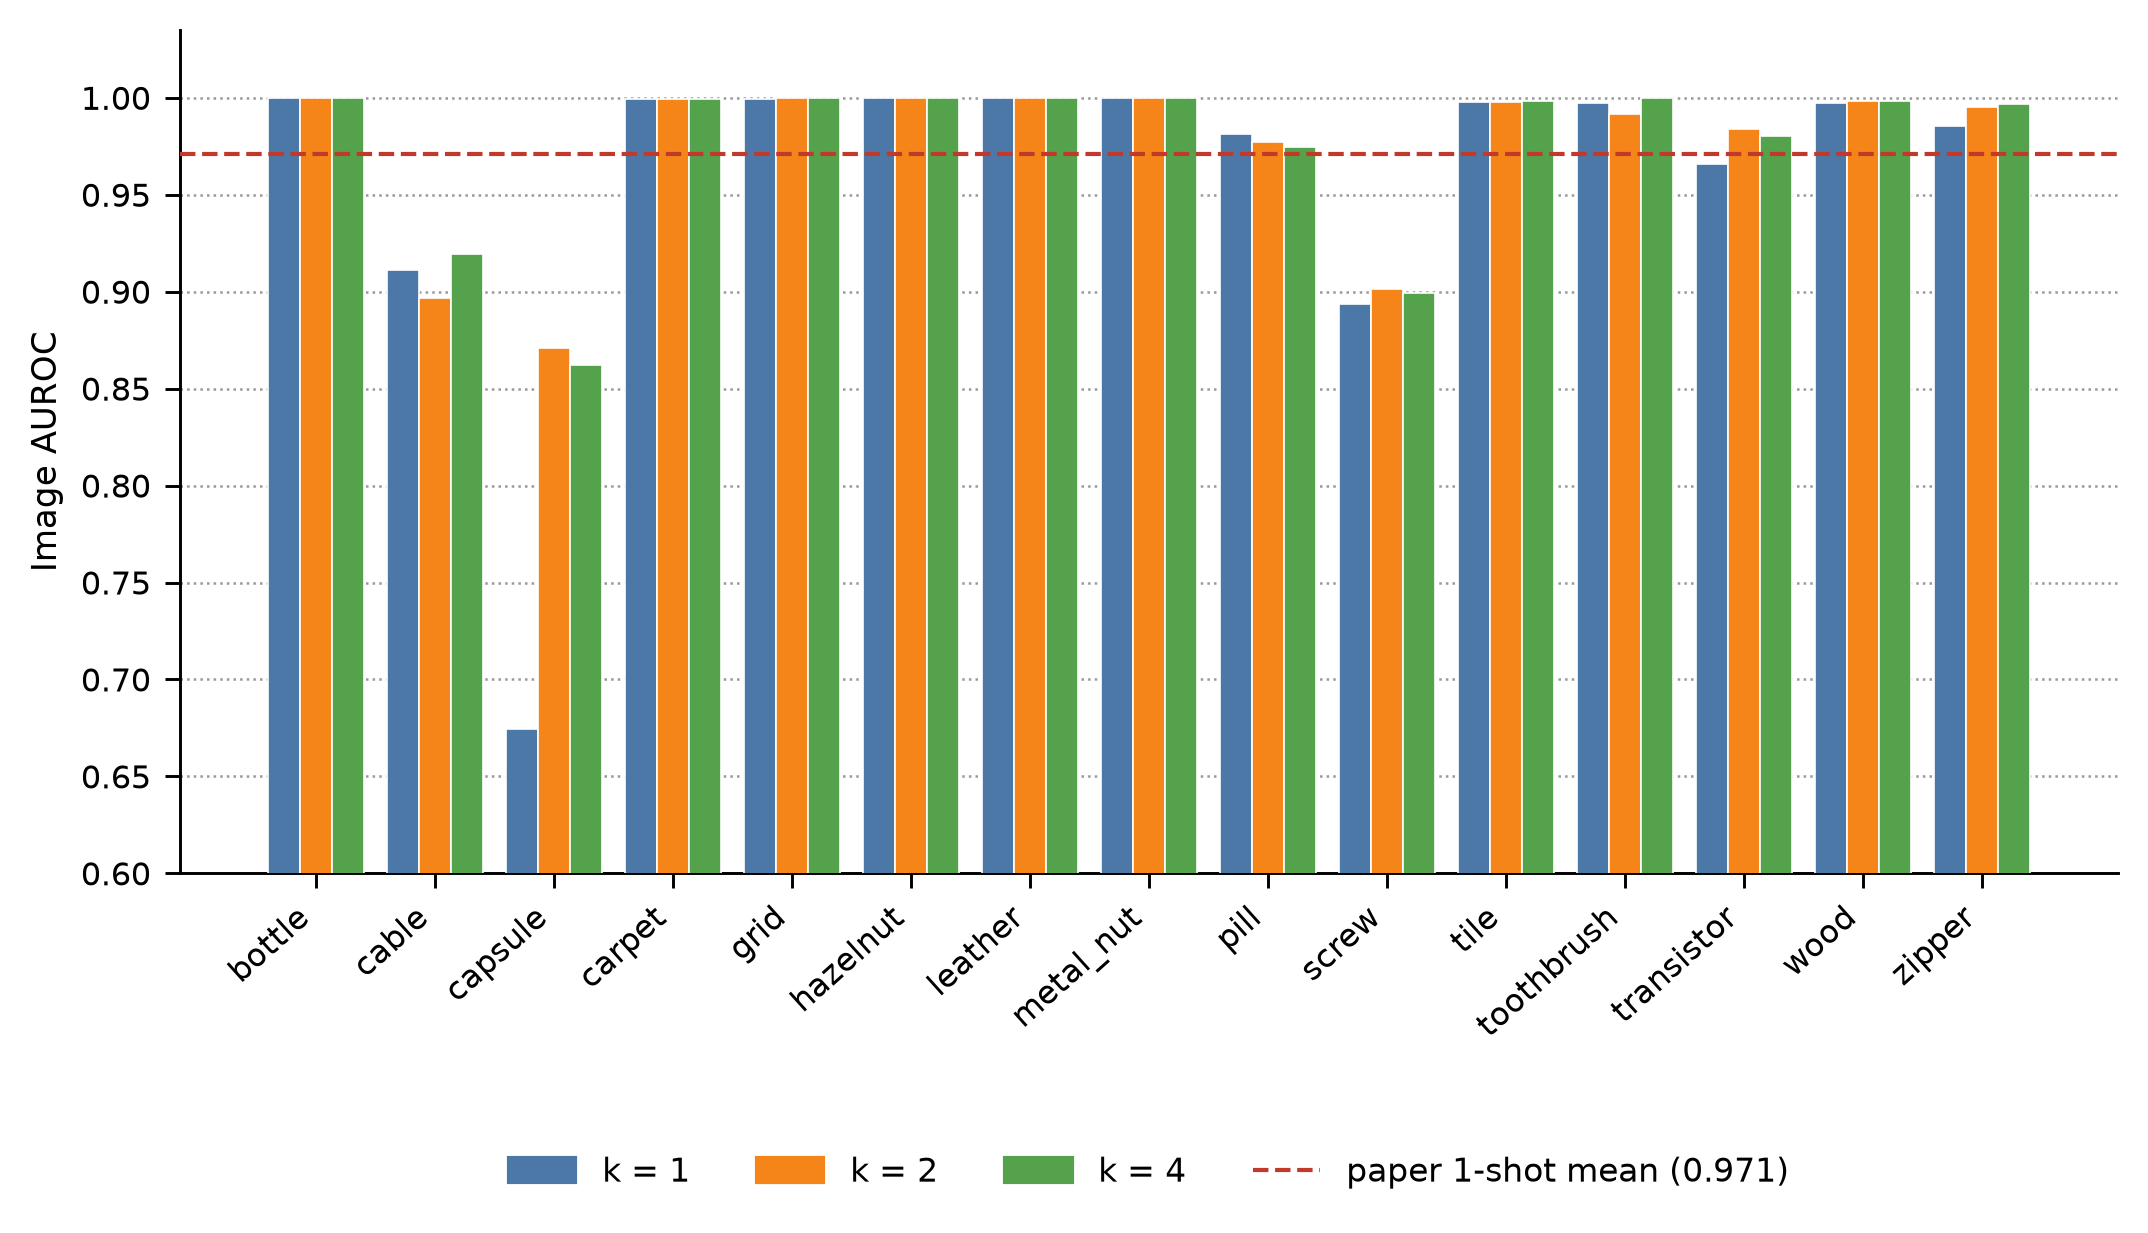 Image AUROC
1.00
0.95
0.90
0.85
0.80
0.75
0.70
0.65
0.60
bottle
cable
capsule
carpet
grid
hazelnut
leather
metal_nut
pill
screw
tile
toothbrush
transistor
wood
zipper
k = 1
k = 2
k = 4
paper 1-shot mean (0.971)